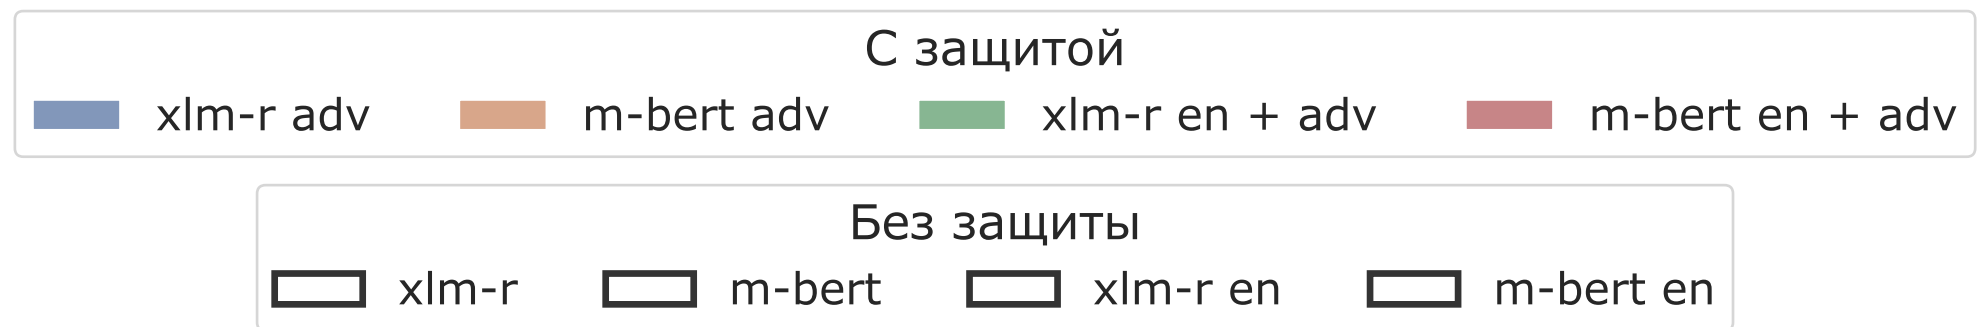 С защитой
xlm-r adv m-bert adv xlm-r en + adv m-bert en + adv
Без защиты
xlm-r m-bert xlm-r en m-bert en